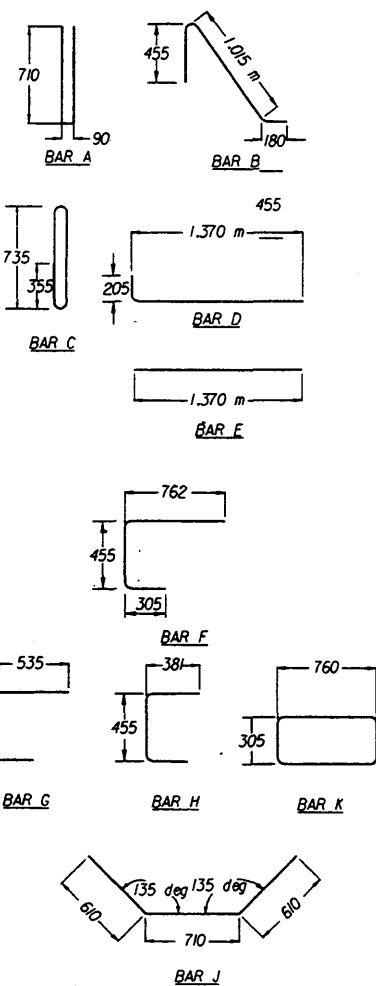 710
90
BAR A
455
1.015 m
180
BAR B
735
355
BAR C
455
1.370 m
205
BAR D
1.370 m
BAR E
762
455
305
BAR F
535
BAR G
381
455
BAR H
760
305
BAR K
135 deg 135 deg
610
610
710
BAR J